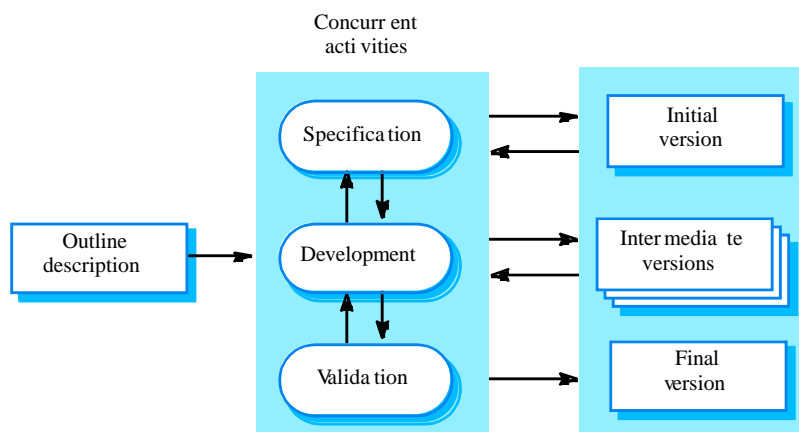 Concurr ent
acti vities
Specifica tion
Initial
version
Outline
description
Development
Inter media te
versions
Valida tion
Final
version